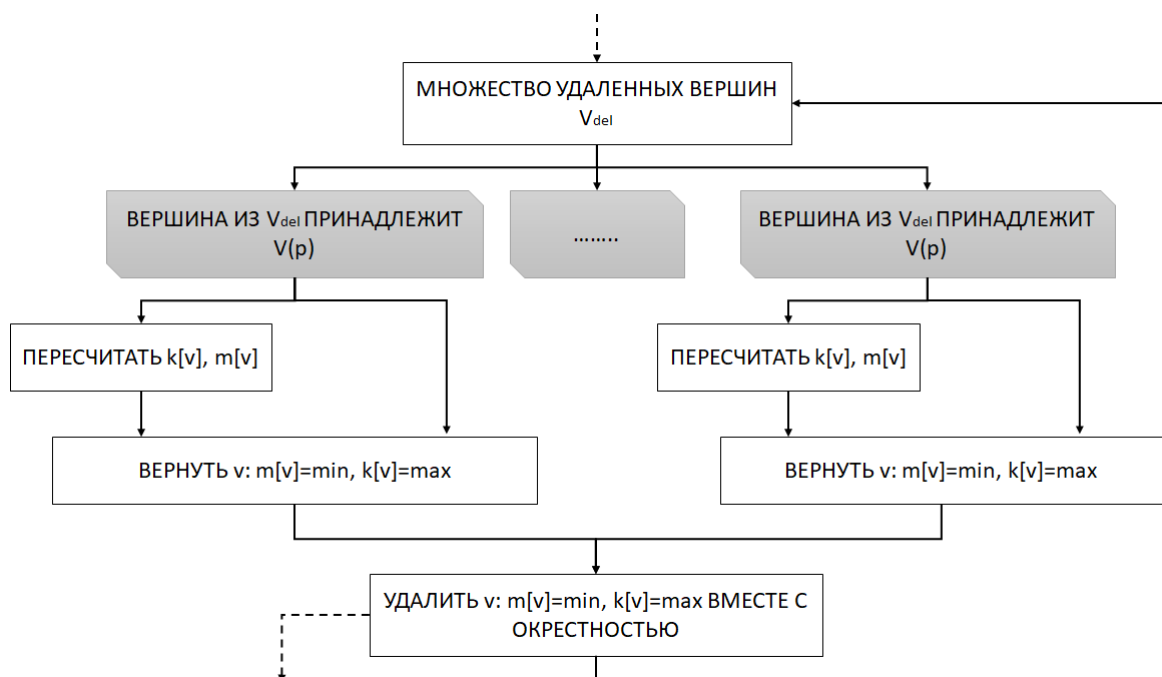 МНОЖЕСТВО УДАЛЕННЫХ ВЕРШИН
Vdel
ВЕРШИНА ИЗ Vdel ПРИНАДЛЕЖИТ
V(p)
........
ВЕРШИНА ИЗ Vdel ПРИНАДЛЕЖИТ
V(p)
ПЕРЕСЧИТАТЬ k[v], m[v]
ПЕРЕСЧИТАТЬ k[v], m[v]
ВЕРНУТЬ v: m[v]=min, k[v]=max
ВЕРНУТЬ v: m[v]=min, k[v]=max
УДАЛИТЬ v: m[v]=min, k[v]=max ВМЕСТЕ С
ОКРЕСТНОСТЬЮ